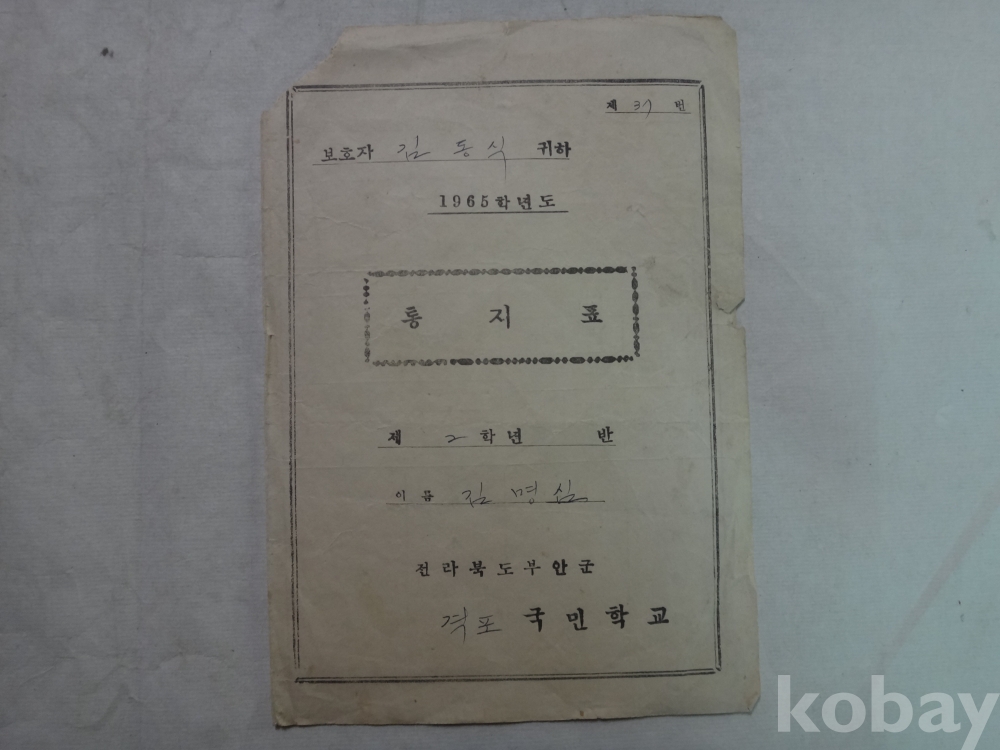 제 37 번
보호자 김동식 귀하
1965학년도
통지표
제 2 학년 반
이름 김명심
전라북도부안군
격포 국민학교
kobay